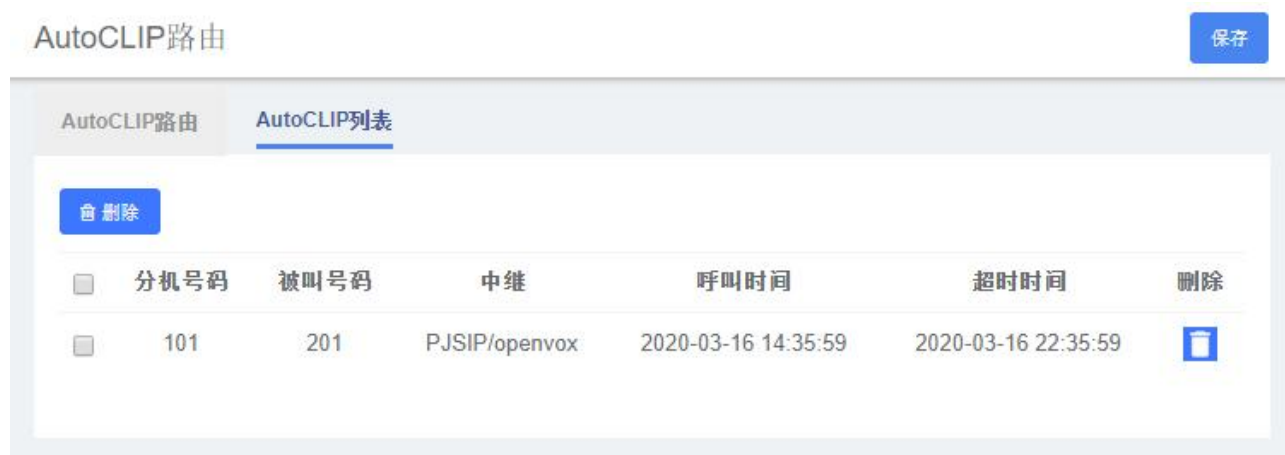 AutoCLIP路由 保存
AutoCLIP路由 AutoCLIP列表
删除
分机号码 被叫号码 中继 呼叫时间 超时时间 删除
101 201 PJSIP/openvox 2020-03-16 14:35:59 2020-03-16 22:35:59